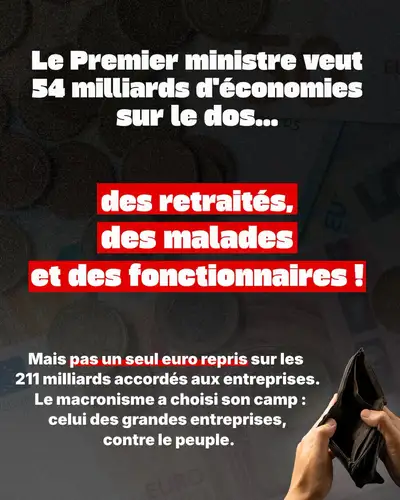 Le Premier ministre veut
54 milliards d'économies
sur le dos...
des retraités,
des malades
et des fonctionnaires !
Mais pas un seul euro repris sur les
211 milliards accordés aux entreprises.
Le macronisme a choisi son camp :
celui des grandes entreprises,
contre le peuple.